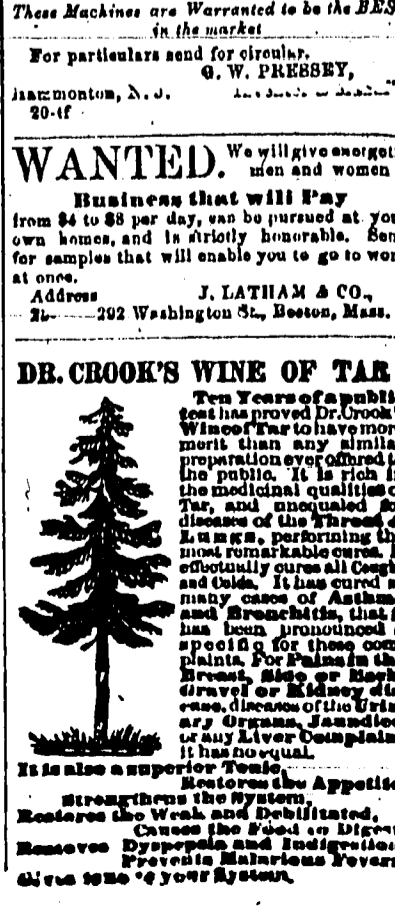 These Machines are Warranted to be the BES
in the market
For particulars send for circular.
G. W. PRESSEY,
Hammonton, N. J.
20-tf
WANTED. We will give energet
men and women
Business that will Pay
from $4 to $8 per day, can be pursued at you
own homes, and is strictly honorable. Sen
for samples that will enable you to go to wor
at once.
Address J. LATHAM & CO.,
292 Washington St., Boston, Mass.
DR. CROOK'S WINE OF TAR
Ten Years of a publi
test has proved Dr. Crook'
Wine of Tar to have mor
merit than any simila
preparation ever offered t
the public. It is rich i
the medicinal qualities o
Tar, and unequaled fo
diseases of the Throat
Lungs, performing th
most remarkable cures. I
effectually cures all Cough
and Colds. It has cured s
many cases of Asthm
and Bronchitis, that i
has been pronounced
specific for these com
plaints. For Pains in th
Breast, Side or Back
Gravel or Kidney di
ease, diseases of the Urin
ary Organs, Jaundice
or any Liver Complain
it has no equal.
It is also a superior Tonic,
Restores the Appetite
Strengthens the System,
Restores the Weak and Debilitated,
Causes the Food to Diges
Removes Dyspepsia and Indigestion
Prevents Malarious Fevers
Gives tone to your System.